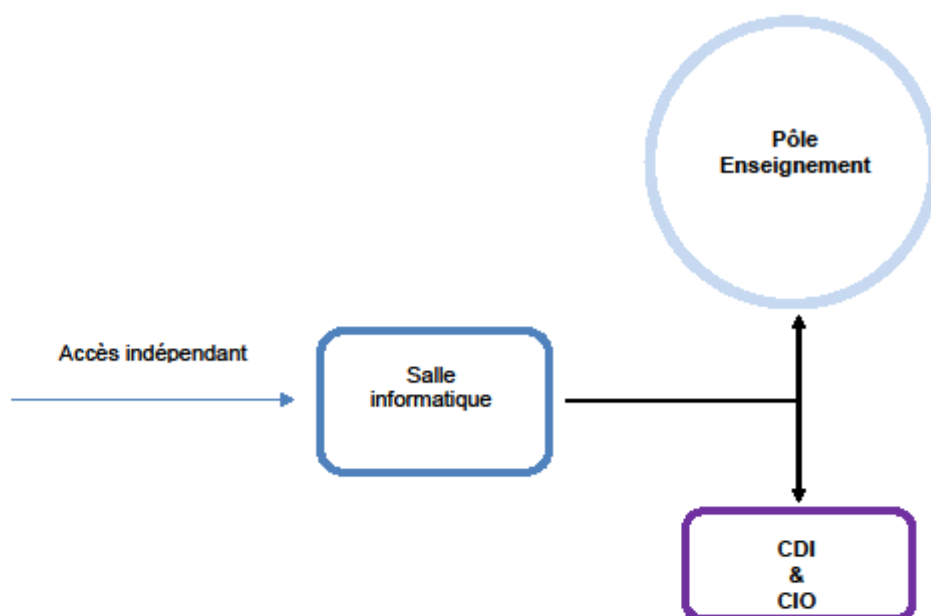 Pôle
Enseignement
Accès indépendant
Salle
informatique
CDI
&
CIO